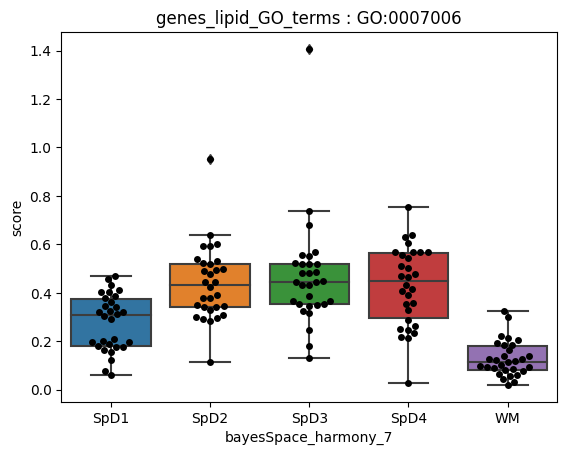 genes_lipid_GO_terms : GO:0007006
1.4
1.2
1.0
0.8
0.6
0.4
0.2
0.0
score
SpD1 SpD2 SpD3 SpD4 WM
bayesSpace_harmony_7